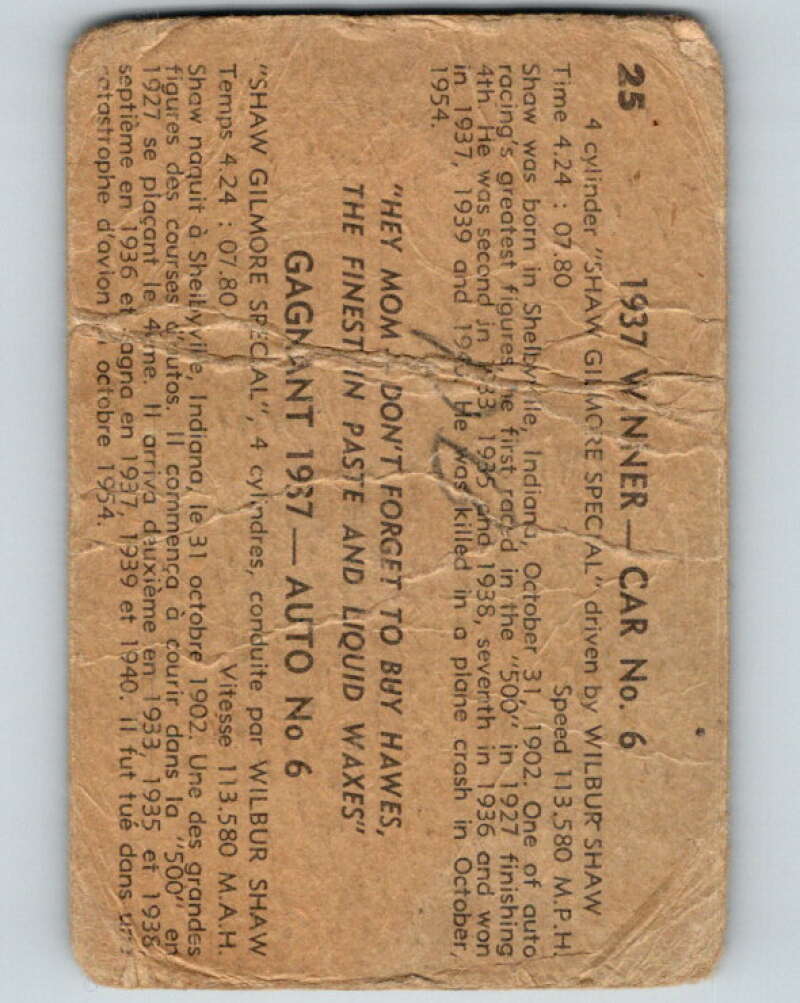 25
1937 WINNER — CAR No. 6
4 cylinder "SHAW GILMORE SPECIAL" driven by WILBUR SHAW
Time 4.24 : 07.80 Speed 113.580 M.P.H.
Shaw was born in Shelbyville, Indiana, October 31, 1902. One of auto
racing's greatest figures he first raced in the "500" in 1927 finishing
4th. He was second in 1933, 1935 and 1938, seventh in 1936 and won
in 1937, 1939 and 1940. He was killed in a plane crash in October,
1954.
"HEY MOM DON'T FORGET TO BUY HAWES,
THE FINEST IN PASTE AND LIQUID WAXES"
GAGNANT 1937 — AUTO No 6
"SHAW GILMORE SPECIAL", 4 cylindres, conduite par WILBUR SHAW
Temps 4.24 : 07.80 Vitesse 113.580 M.A.H.
Shaw naquit à Shelbyville, Indiana, le 31 octobre 1902. Une des grandes
figures des courses d'autos. Il commença à courir dans la "500" en
1927 se plaçant le 4ème. Il arriva deuxième en 1933, 1935 et 1938
septième en 1936 et gagna en 1937, 1939 et 1940. il fut tué dans une
catastrophe d'avion octobre 1954.